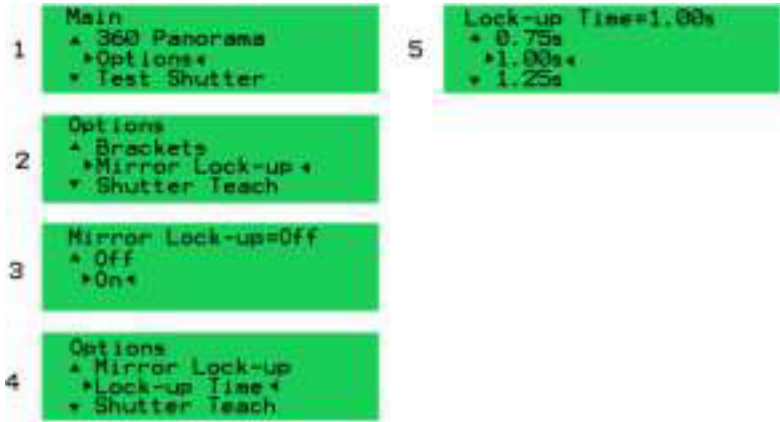 1
Main
360 Panorama
Options
Test Shutter
2
Options
Brackets
Mirror Lock-up
Shutter Teach
3
Mirror Lock-up=Off
Off
On
4
Options
Mirror Lock-up
Lock-up Time
Shutter Teach
5
Lock-up Time=1.00s
0.75s
1.00s
1.25s